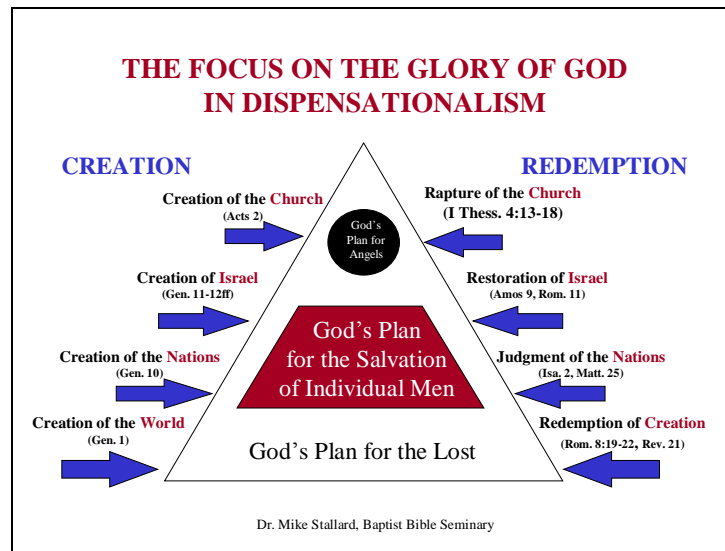 THE FOCUS ON THE GLORY OF GOD
IN DISPENSATIONALISM
CREATION
REDEMPTION
Creation of the Church
(Acts 2)
Rapture of the Church
(I Thess. 4:13-18)
God’s
Plan for
Angels
Creation of Israel
(Gen. 11-12ff)
Restoration of Israel
(Amos 9, Rom. 11)
God’s Plan
for the Salvation
of Individual Men
Creation of the Nations
(Gen. 10)
Judgment of the Nations
(Isa. 2, Matt. 25)
Creation of the World
(Gen. 1)
Redemption of Creation
(Rom. 8:19-22, Rev. 21)
God’s Plan for the Lost
Dr. Mike Stallard, Baptist Bible Seminary